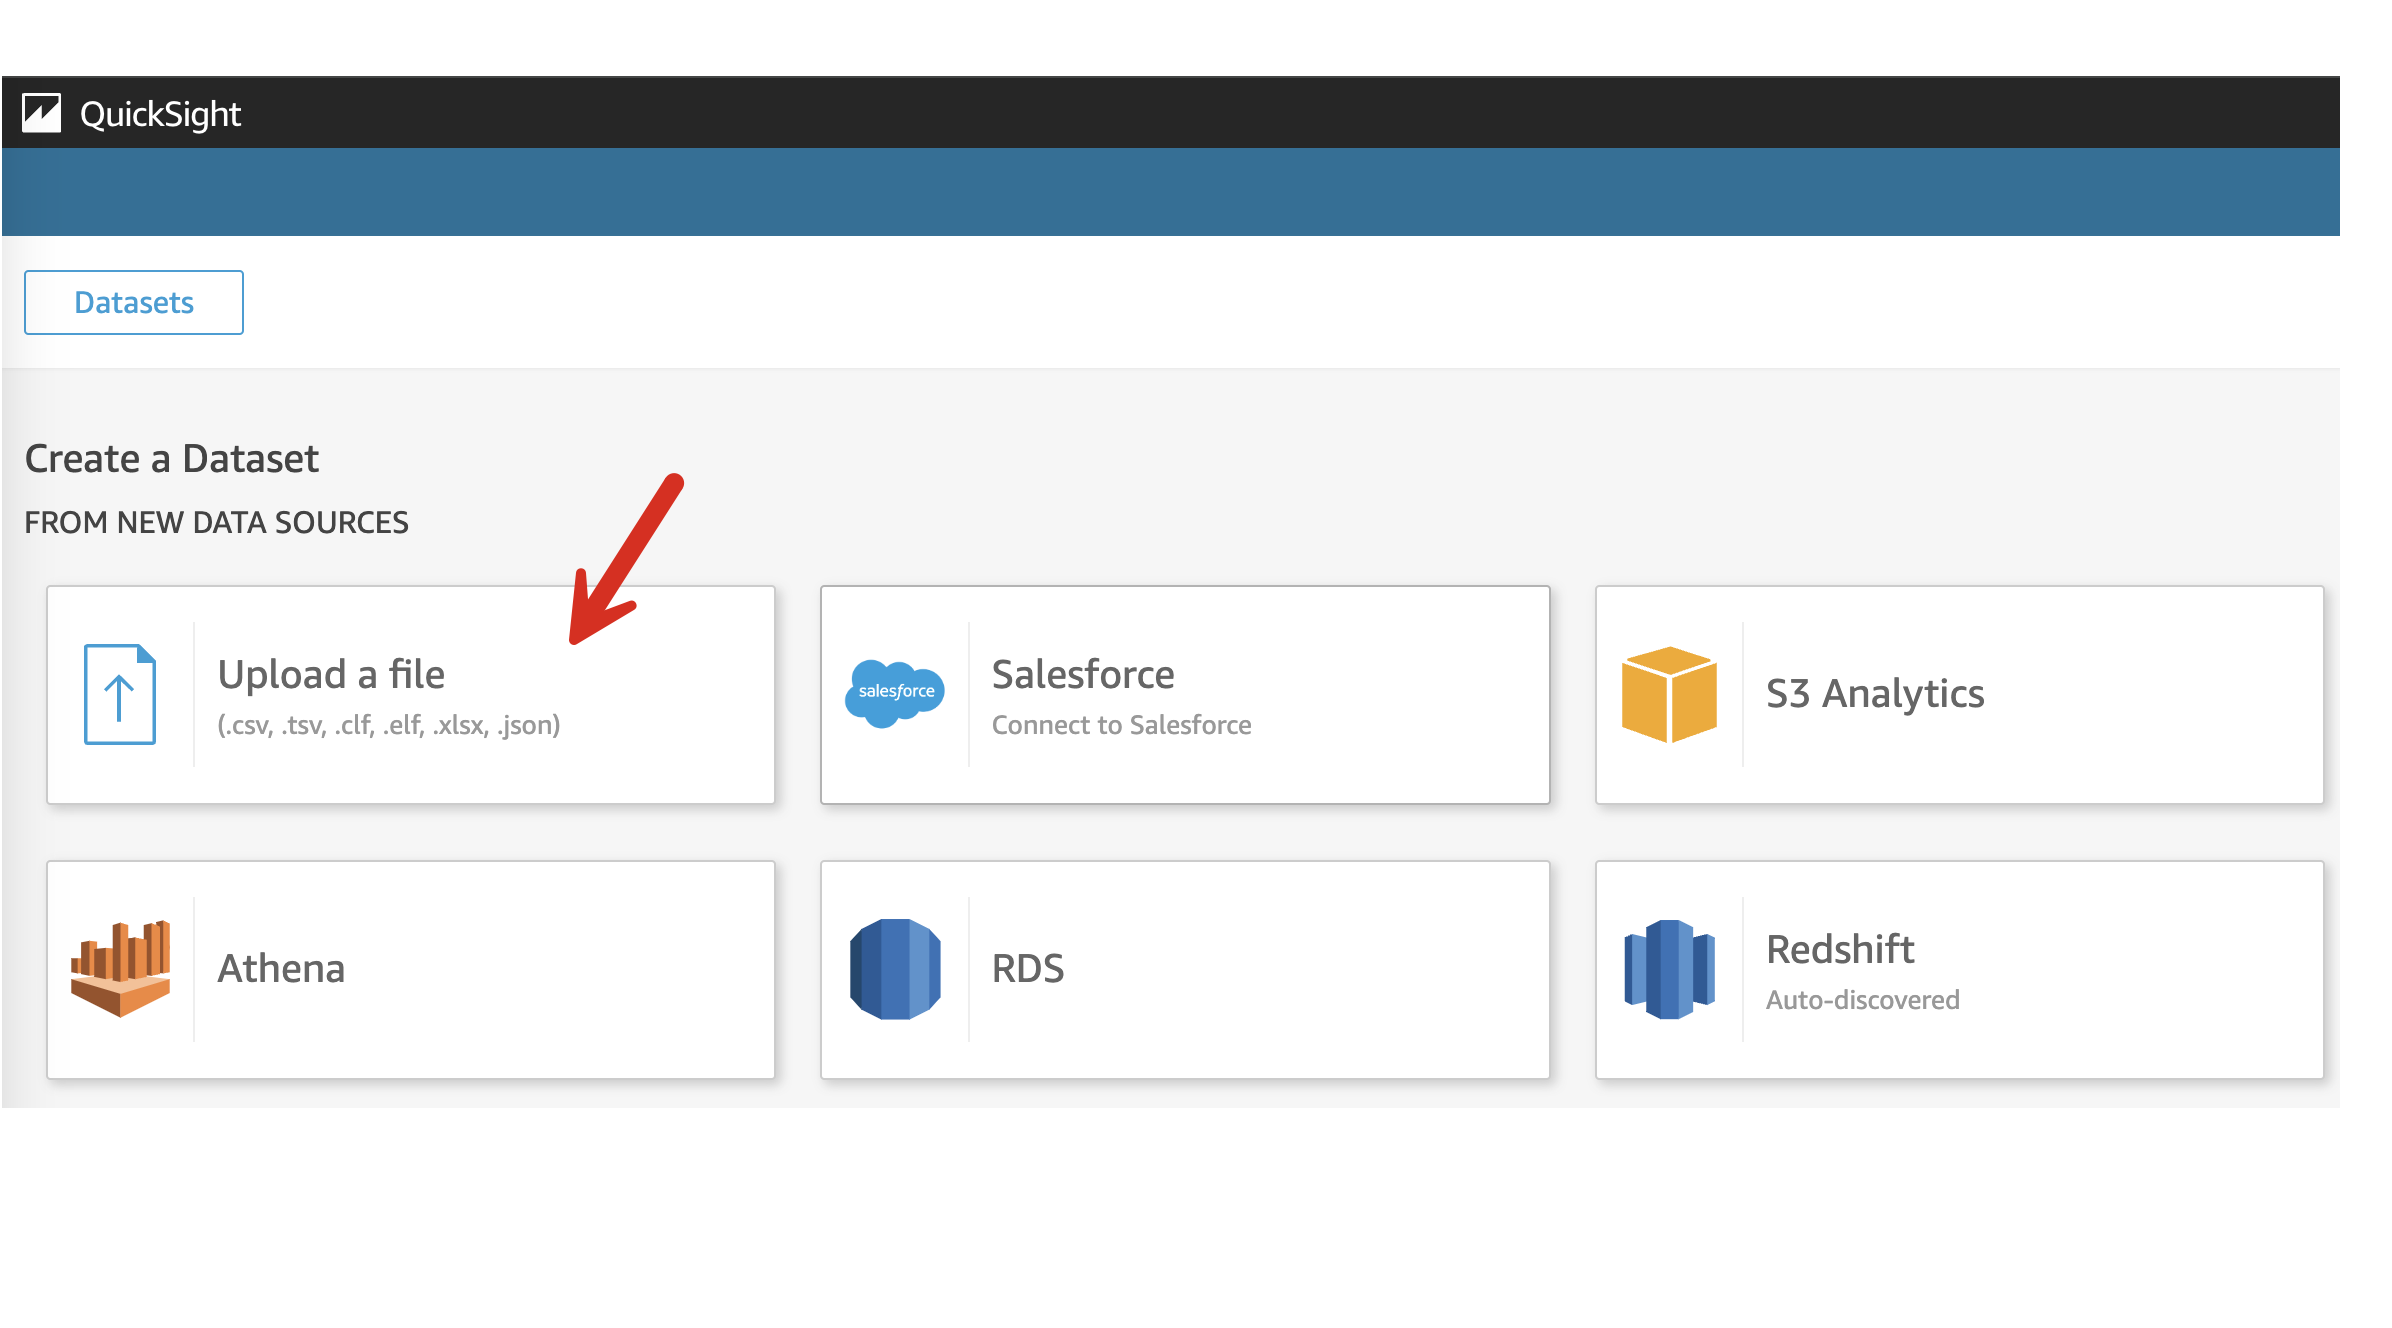 QuickSight
Datasets
Create a Dataset
FROM NEW DATA SOURCES
Upload a file
(.csv, .tsv, .clf, .elf, .xlsx, .json)
salesforce
Salesforce
Connect to Salesforce
S3 Analytics
Athena
RDS
Redshift
Auto-discovered